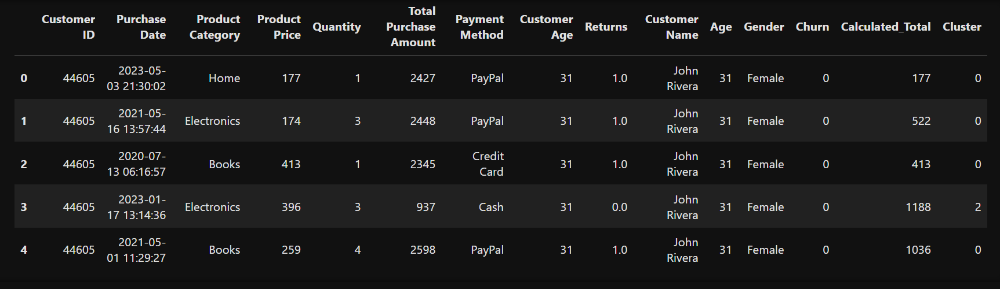 Customer ID Purchase Date Product Category Product Price Quantity Total Purchase Amount Payment Method Customer Age Returns Customer Name Age Gender Churn Calculated_Total Cluster
0 44605 2023-05-03 21:30:02 Home 177 1 2427 PayPal 31 1.0 John Rivera 31 Female 0 177 0
1 44605 2021-05-16 13:57:44 Electronics 174 3 2448 PayPal 31 1.0 John Rivera 31 Female 0 522 0
2 44605 2020-07-13 06:16:57 Books 413 1 2345 Credit Card 31 1.0 John Rivera 31 Female 0 413 0
3 44605 2023-01-17 13:14:36 Electronics 396 3 937 Cash 31 0.0 John Rivera 31 Female 0 1188 2
4 44605 2021-05-01 11:29:27 Books 259 4 2598 PayPal 31 1.0 John Rivera 31 Female 0 1036 0